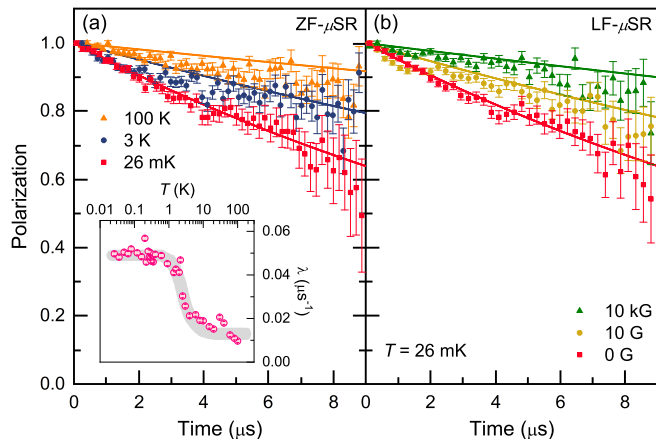 (a) ZF-μSR
(b) LF-μSR
1.0
0.8
0.6
0.4
0.2
0.0
Polarization
100 K
3 K
26 mK
T (K)
0.01 0.1 1 10 100
0.06
0.04
0.02
0.00
λ (μs⁻¹)
10 kG
10 G
0 G
T = 26 mK
0 2 4 6 8
0 2 4 6 8
Time (μs)
Time (μs)